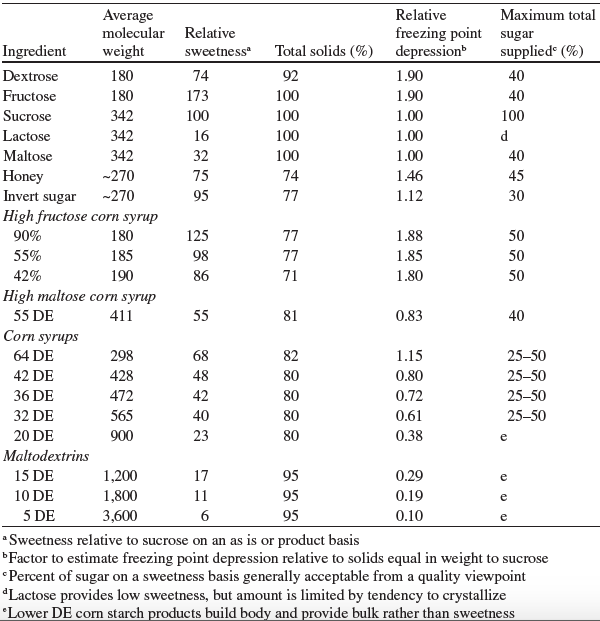 Ingredient Average molecular weight Relative sweetnessᵃ Total solids (%) Relative freezing point depressionᵇ Maximum total sugar suppliedᶜ (%)
Dextrose 180 74 92 1.90 40
Fructose 180 173 100 1.90 40
Sucrose 342 100 100 1.00 100
Lactose 342 16 100 1.00 d
Maltose 342 32 100 1.00 40
Honey ~270 75 74 1.46 45
Invert sugar ~270 95 77 1.12 30
High fructose corn syrup
90% 180 125 77 1.88 50
55% 185 98 77 1.85 50
42% 190 86 71 1.80 50
High maltose corn syrup
55 DE 411 55 81 0.83 40
Corn syrups
64 DE 298 68 82 1.15 25–50
42 DE 428 48 80 0.80 25–50
36 DE 472 42 80 0.72 25–50
32 DE 565 40 80 0.61 25–50
20 DE 900 23 80 0.38 e
Maltodextrins
15 DE 1,200 17 95 0.29 e
10 DE 1,800 11 95 0.19 e
5 DE 3,600 6 95 0.10 e
ᵃSweetness relative to sucrose on an as is or product basis
ᵇFactor to estimate freezing point depression relative to solids equal in weight to sucrose
ᶜPercent of sugar on a sweetness basis generally acceptable from a quality viewpoint
ᵈLactose provides low sweetness, but amount is limited by tendency to crystallize
ᵉLower DE corn starch products build body and provide bulk rather than sweetness